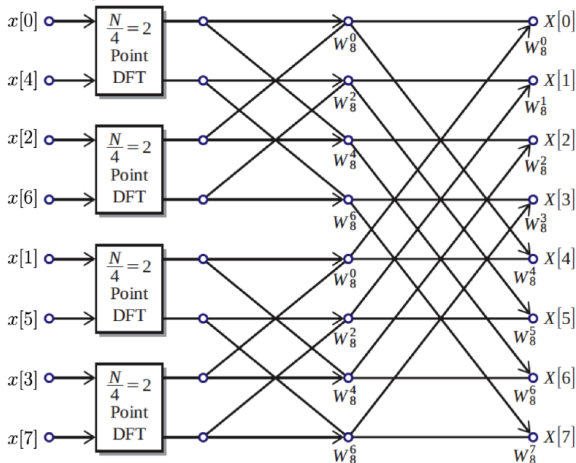 x[0]
x[4]
x[2]
x[6]
x[1]
x[5]
x[3]
x[7]
N/4 = 2
Point
DFT
N/4 = 2
Point
DFT
N/4 = 2
Point
DFT
N/4 = 2
Point
DFT
W_8^0
W_8^2
W_8^4
W_8^6
W_8^0
W_8^2
W_8^4
W_8^6
X[0]
W_8^0
X[1]
W_8^1
X[2]
W_8^2
X[3]
W_8^3
X[4]
W_8^4
X[5]
W_8^5
X[6]
W_8^6
X[7]
W_8^7